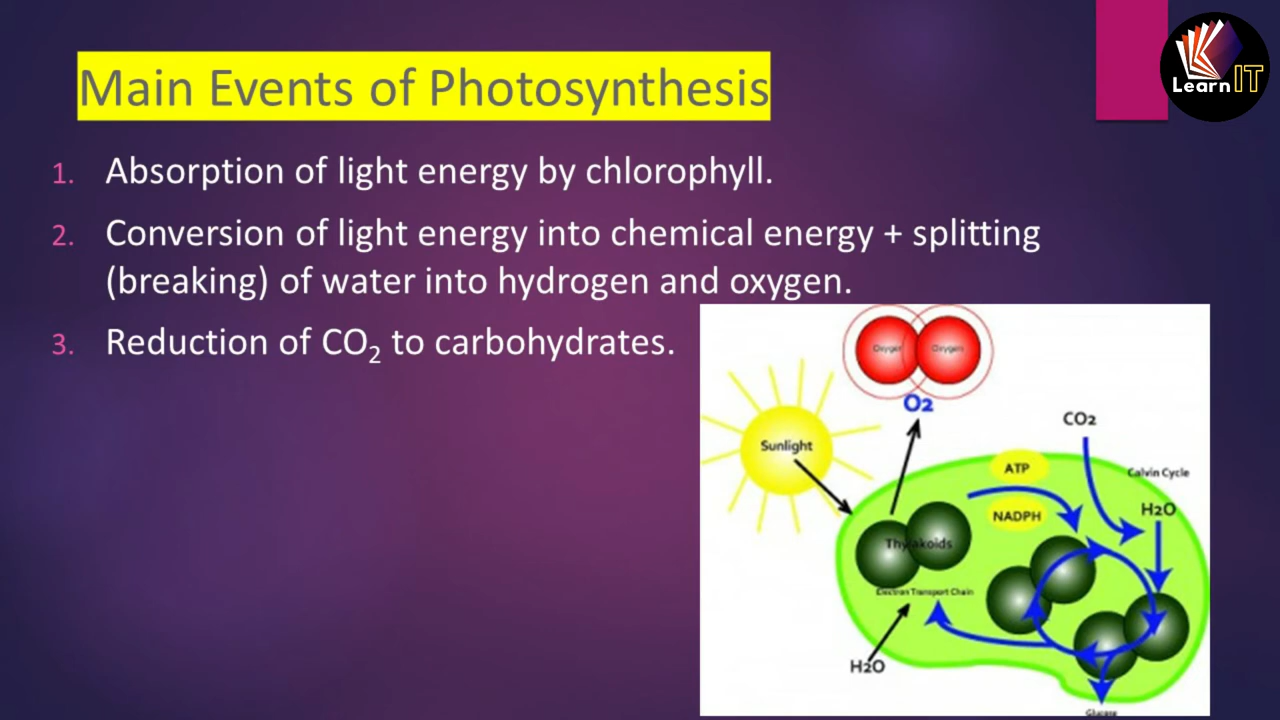 Main Events of Photosynthesis
Learn IT
1. Absorption of light energy by chlorophyll.
2. Conversion of light energy into chemical energy + splitting
(breaking) of water into hydrogen and oxygen.
3. Reduction of CO₂ to carbohydrates.
Oxygen Oxygen
O2
Sunlight
CO2
ATP
Calvin Cycle
NADPH
H2O
Thylakoids
Electron Transport Chain
H2O
Glucose